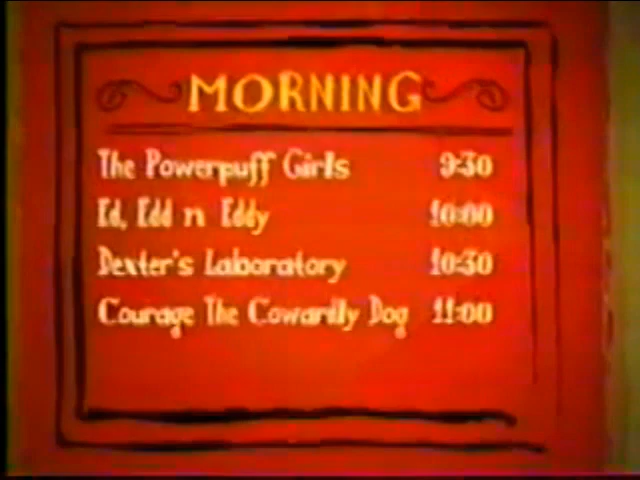 MORNING
The Powerpuff Girls 9:30
Ed, Edd n Eddy 10:00
Dexter's Laboratory 10:30
Courage The Cowardly Dog 11:00